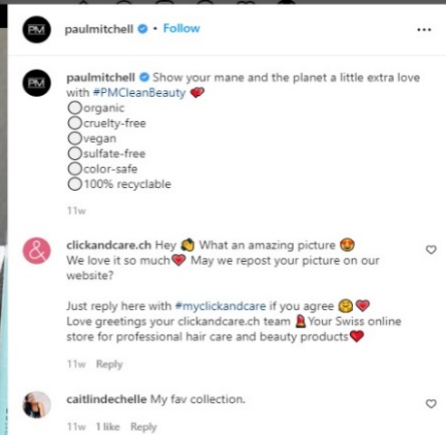 PM paulmitchell • Follow
PM paulmitchell Show your mane and the planet a little extra love
with #PMCleanBeauty 💕
◯organic
◯cruelty-free
◯vegan
◯sulfate-free
◯color-safe
◯100% recyclable
11w
& clickandcare.ch Hey 👏 What an amazing picture 😍
We love it so much💗 May we repost your picture on our
website?
Just reply here with #myclickandcare if you agree 😊💗
Love greetings your clickandcare.ch team 💄Your Swiss online
store for professional hair care and beauty products💗
11w Reply
caitlindechelle My fav collection.
11w 1 like Reply